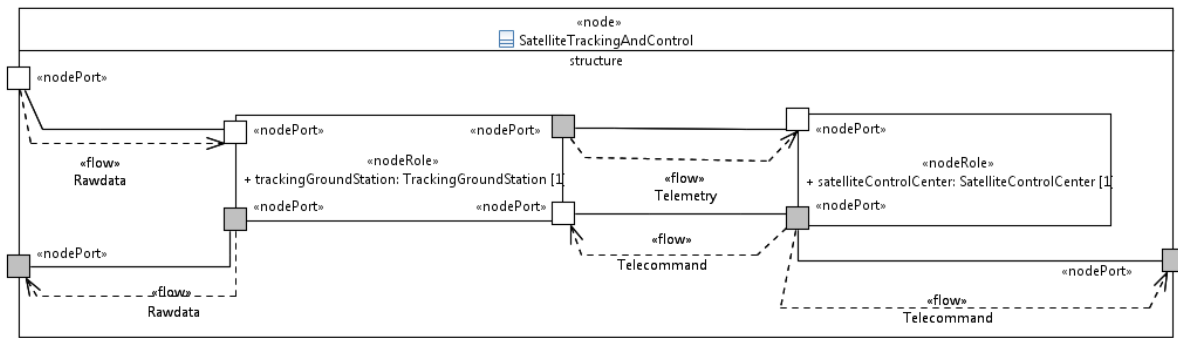 «node»
SatelliteTrackingAndControl
structure
«nodePort»
«nodePort»
«nodePort»
«nodePort»
«flow»
Rawdata
«nodeRole»
+ trackingGroundStation: TrackingGroundStation [1]
«flow»
Telemetry
«nodeRole»
+ satelliteControlCenter: SatelliteControlCenter [1]
«nodePort»
«nodePort»
«nodePort»
«nodePort»
«flow»
Telecommand
«nodePort»
«flow»
Rawdata
«flow»
Telecommand